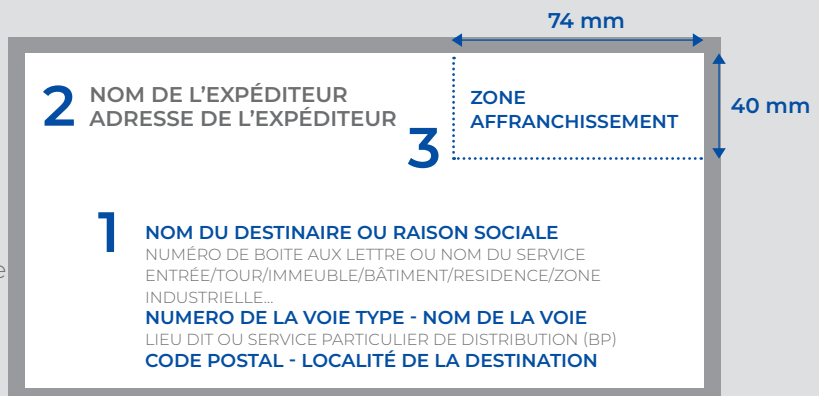 74 mm
2 NOM DE L’EXPÉDITEUR
ADRESSE DE L’EXPÉDITEUR
3
ZONE
AFFRANCHISSEMENT
40 mm
1
NOM DU DESTINAIRE OU RAISON SOCIALE
NUMÉRO DE BOITE AUX LETTRE OU NOM DU SERVICE
ENTRÉE/TOUR/IMMEUBLE/BÂTIMENT/RESIDENCE/ZONE
INDUSTRIELLE...
NUMERO DE LA VOIE TYPE - NOM DE LA VOIE
LIEU DIT OU SERVICE PARTICULIER DE DISTRIBUTION (BP)
CODE POSTAL - LOCALITÉ DE LA DESTINATION